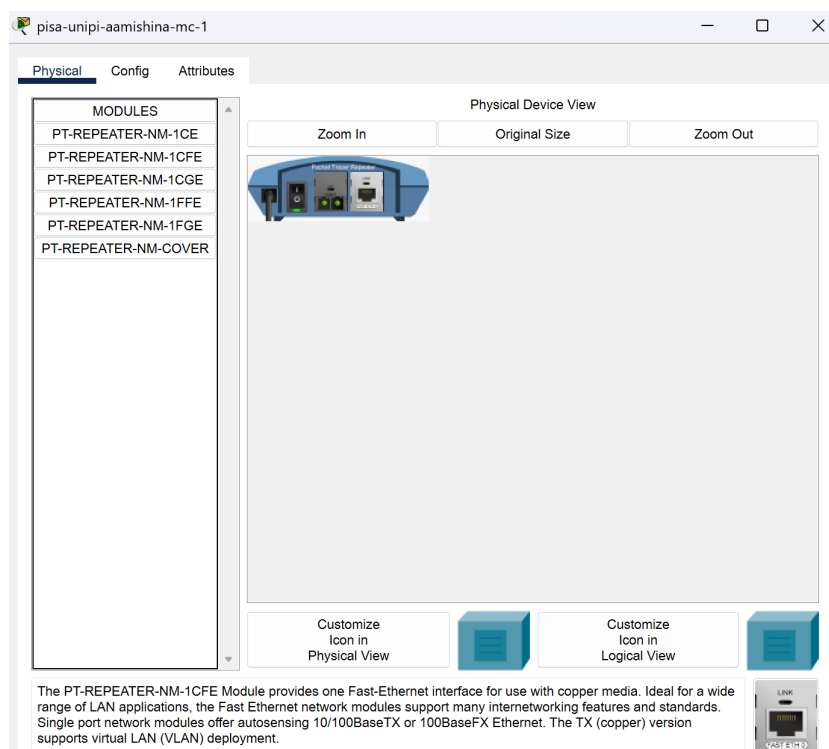 pisa-unipi-aamishina-mc-1
Physical Config Attributes
MODULES
PT-REPEATER-NM-1CE
PT-REPEATER-NM-1CFE
PT-REPEATER-NM-1CGE
PT-REPEATER-NM-1FFE
PT-REPEATER-NM-1FGE
PT-REPEATER-NM-COVER
Physical Device View
Zoom In Original Size Zoom Out
Packet Tracer Repeater
LINK
Customize
Icon in
Physical View
Customize
Icon in
Logical View
The PT-REPEATER-NM-1CFE Module provides one Fast-Ethernet interface for use with copper media. Ideal for a wide
range of LAN applications, the Fast Ethernet network modules support many internetworking features and standards.
Single port network modules offer autosensing 10/100BaseTX or 100BaseFX Ethernet. The TX (copper) version
supports virtual LAN (VLAN) deployment.
LINK
FAST ETH 0